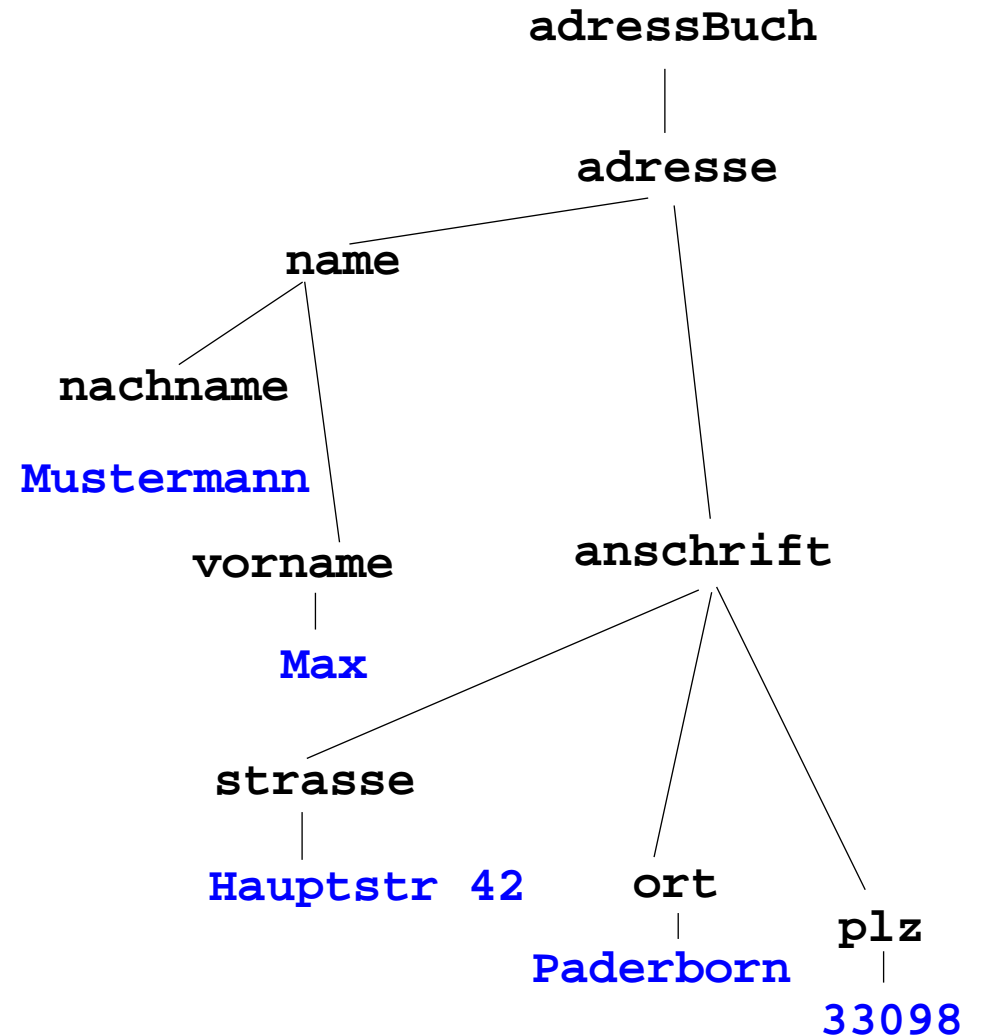 adressBuch
adresse
name
nachname
Mustermann
vorname
anschrift
Max
strasse
Hauptstr 42
ort
plz
Paderborn
33098